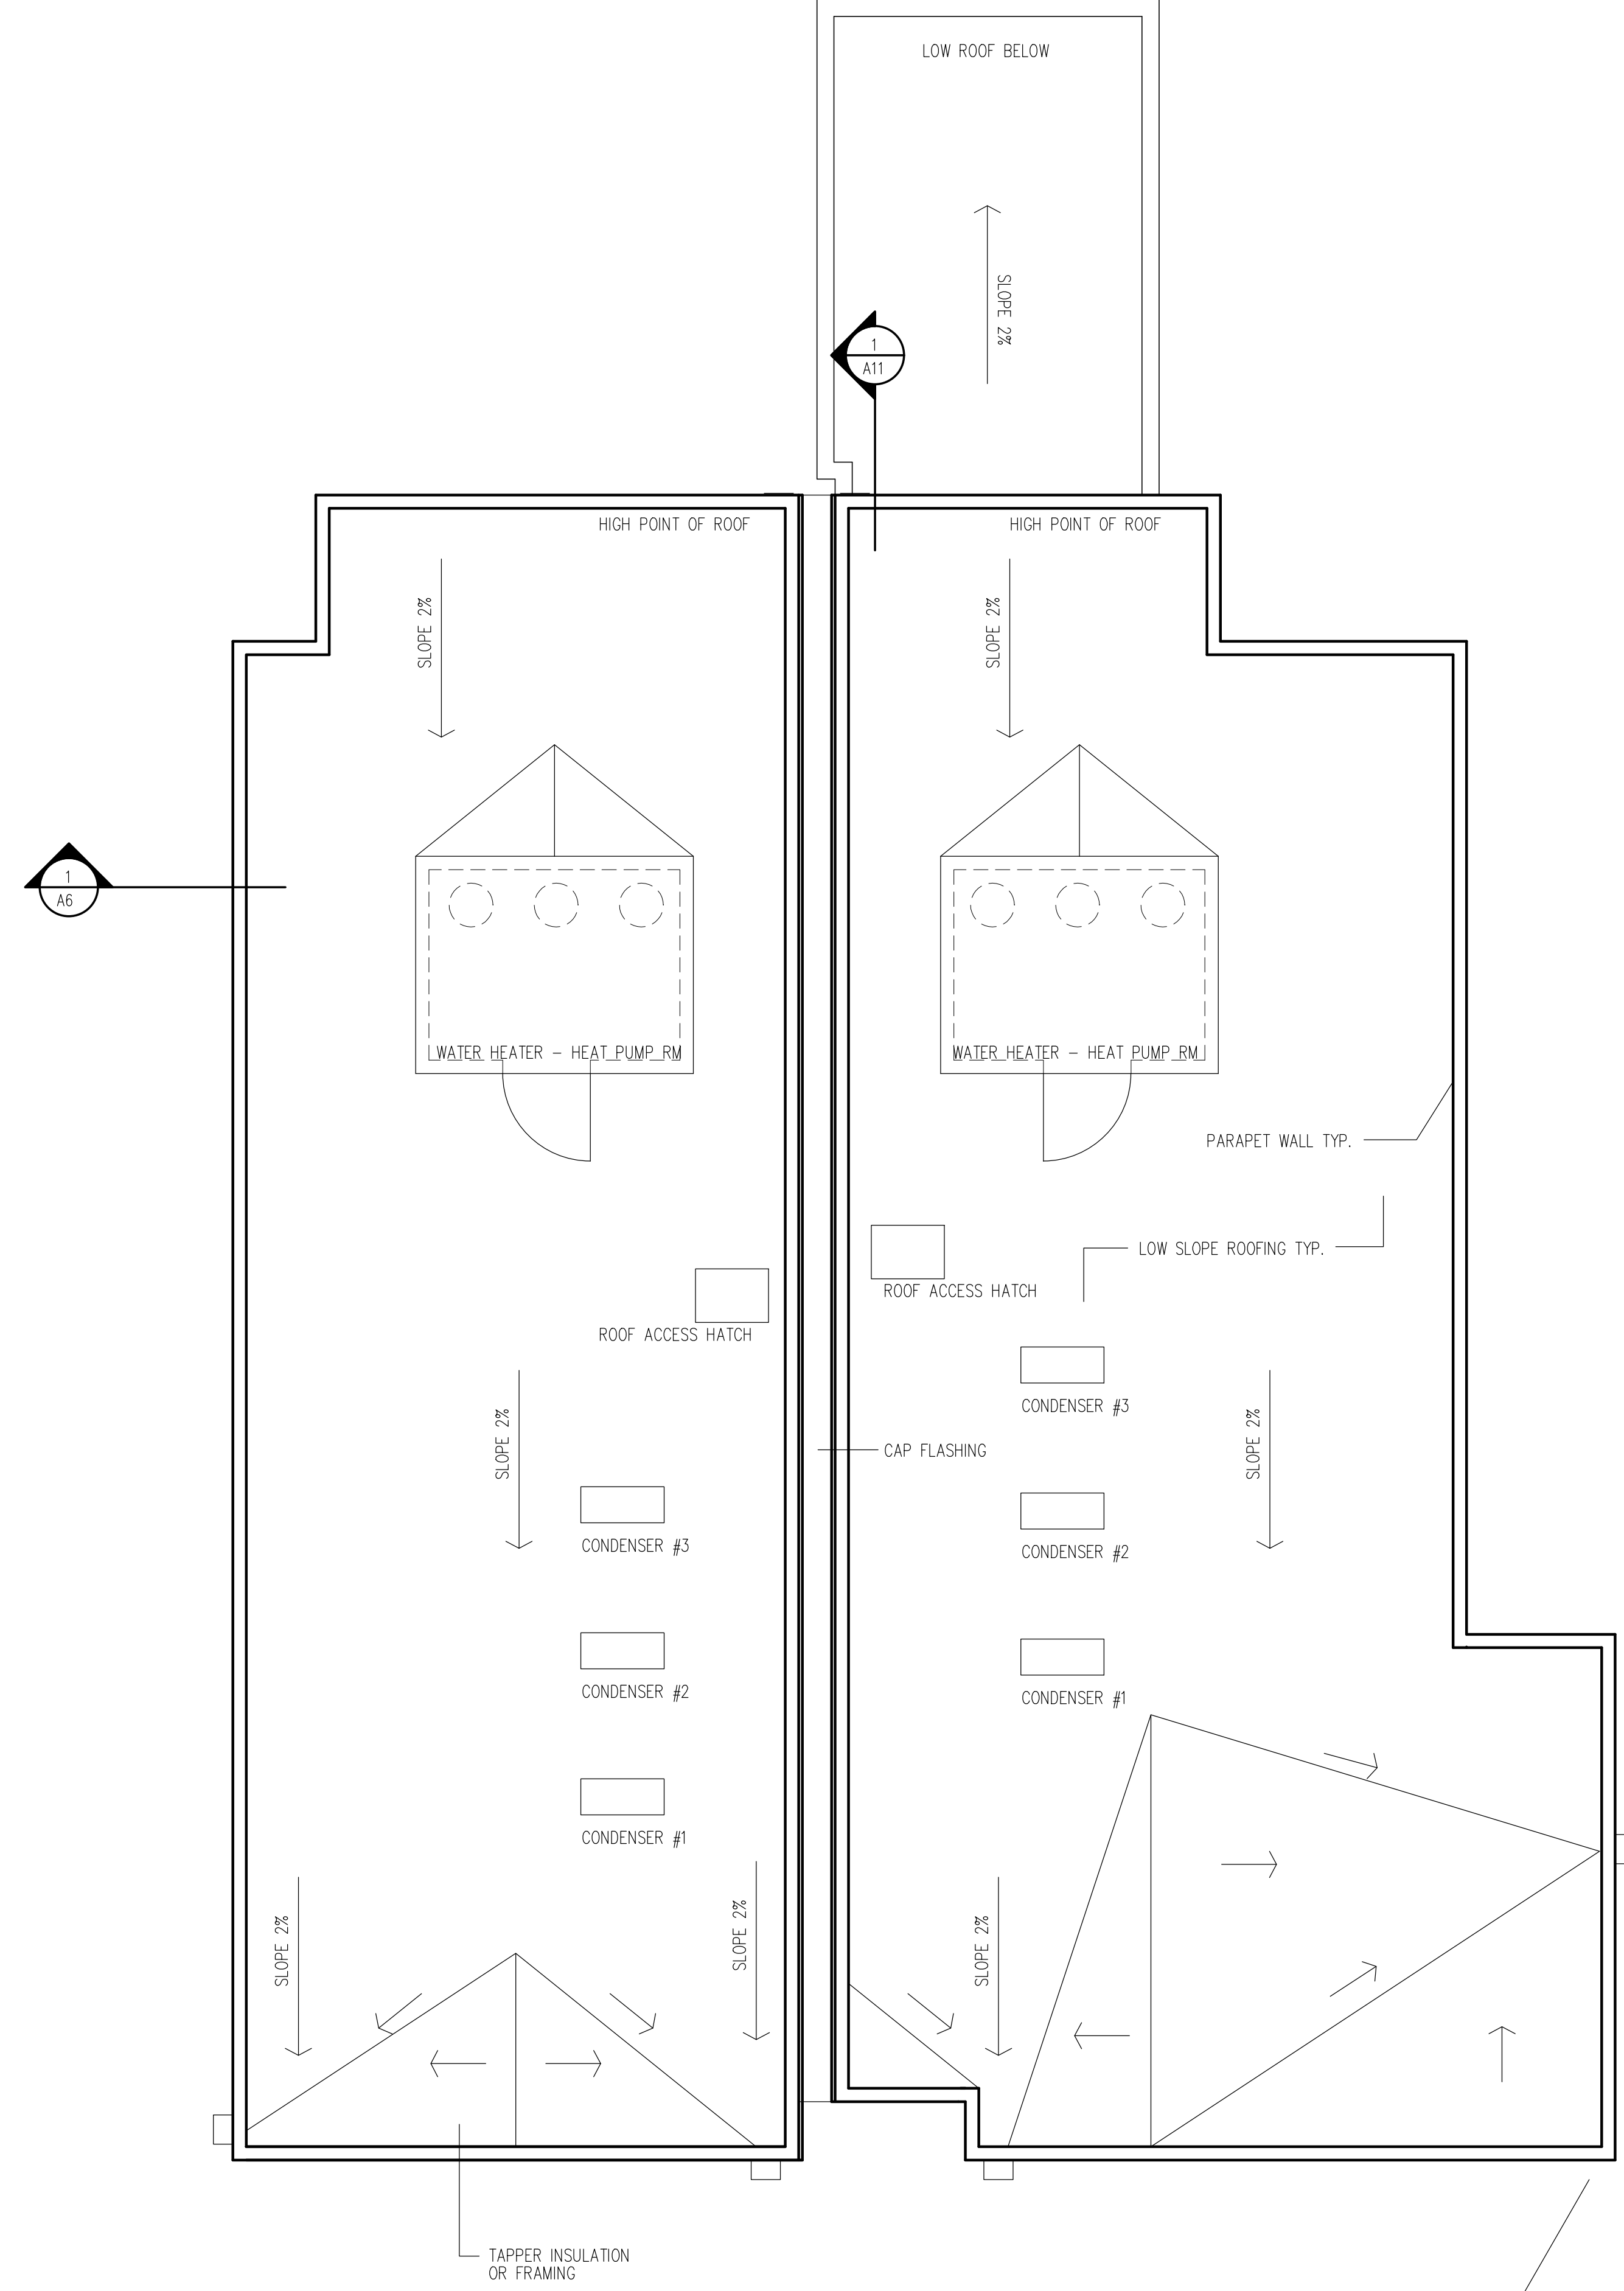 LOW ROOF BELOW
SLOPE 2%
1
A11
HIGH POINT OF ROOF
HIGH POINT OF ROOF
SLOPE 2%
SLOPE 2%
1
A6
WATER HEATER - HEAT PUMP RM
WATER HEATER - HEAT PUMP RM
PARAPET WALL TYP.
LOW SLOPE ROOFING TYP.
ROOF ACCESS HATCH
ROOF ACCESS HATCH
CONDENSER #3
SLOPE 2%
SLOPE 2%
CAP FLASHING
CONDENSER #3
CONDENSER #2
CONDENSER #2
CONDENSER #1
CONDENSER #1
SLOPE 2%
SLOPE 2%
SLOPE 2%
TAPPER INSULATION
OR FRAMING